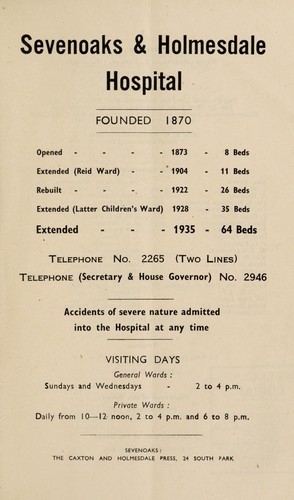 Sevenoaks & Holmesdale
Hospital
FOUNDED 1870
Opened - - - - 1873 - 8 Beds
Extended (Reid Ward) - - 1904 - 11 Beds
Rebuilt - - - - 1922 - 26 Beds
Extended (Latter Children's Ward) 1928 - 35 Beds
Extended - - - 1935 - 64 Beds
TELEPHONE No. 2265 (TWO LINES)
TELEPHONE (Secretary & House Governor) No. 2946
Accidents of severe nature admitted
into the Hospital at any time
VISITING DAYS
General Wards :
Sundays and Wednesdays - 2 to 4 p.m.
Private Wards :
Daily from 10—12 noon, 2 to 4 p.m. and 6 to 8 p.m.
SEVENOAKS :
THE CAXTON AND HOLMESDALE PRESS, 24 SOUTH PARK